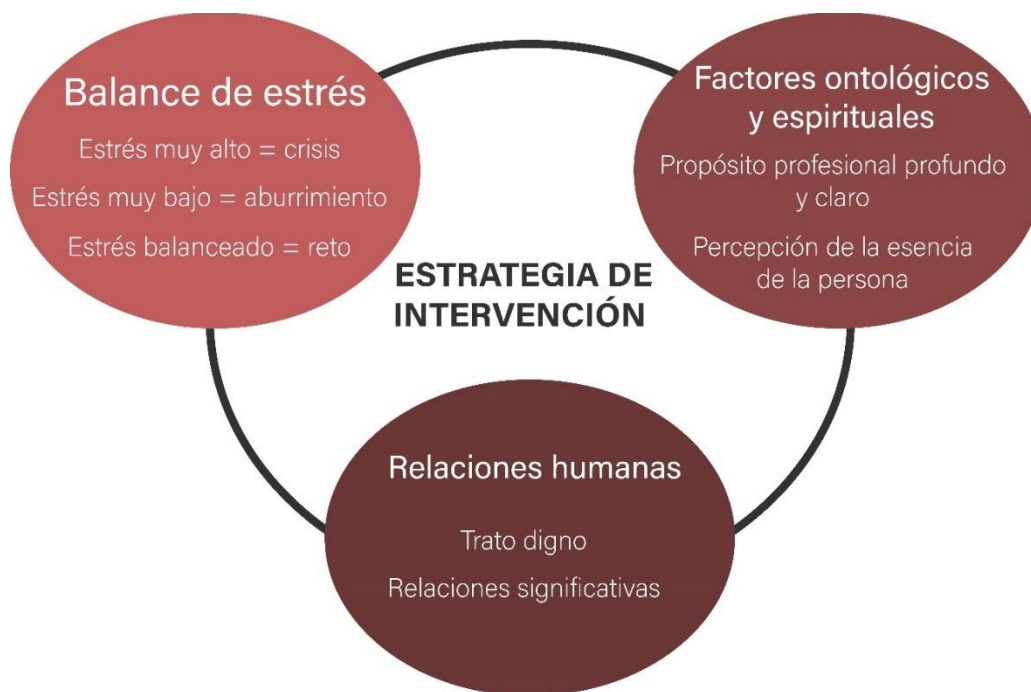 Balance de estrés
Estrés muy alto = crisis
Estrés muy bajo = aburrimiento
Estrés balanceado = reto
Factores ontológicos
y espirituales
Propósito profesional profundo
y claro
Percepción de la esencia
de la persona
ESTRATEGIA DE
INTERVENCIÓN
Relaciones humanas
Trato digno
Relaciones significativas